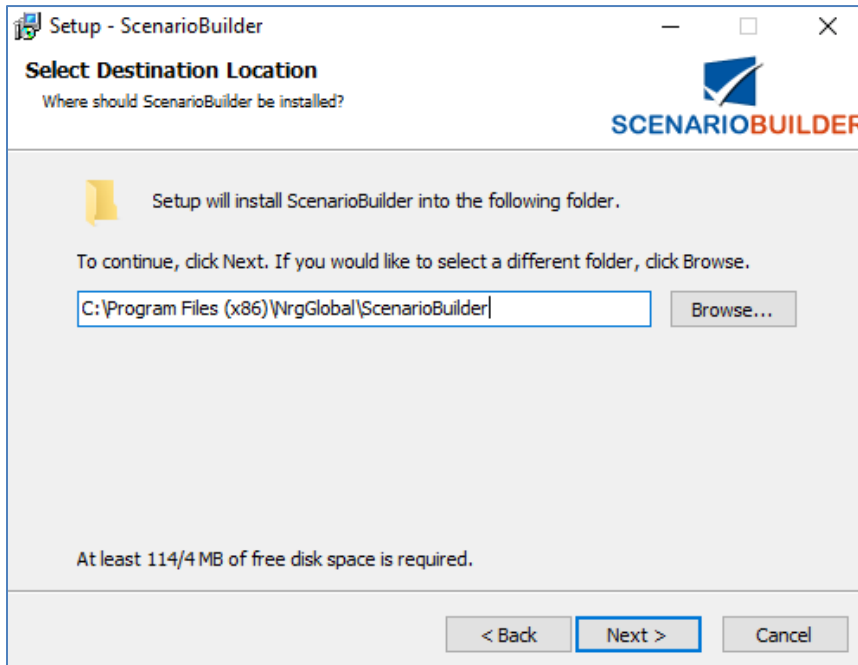 Setup - ScenarioBuilder
Select Destination Location
Where should ScenarioBuilder be installed?
SCENARIOBUILDER
Setup will install ScenarioBuilder into the following folder.
To continue, click Next. If you would like to select a different folder, click Browse.
C:\Program Files (x86)\NrgGlobal\ScenarioBuilder
Browse...
At least 114/4 MB of free disk space is required.
< Back
Next >
Cancel